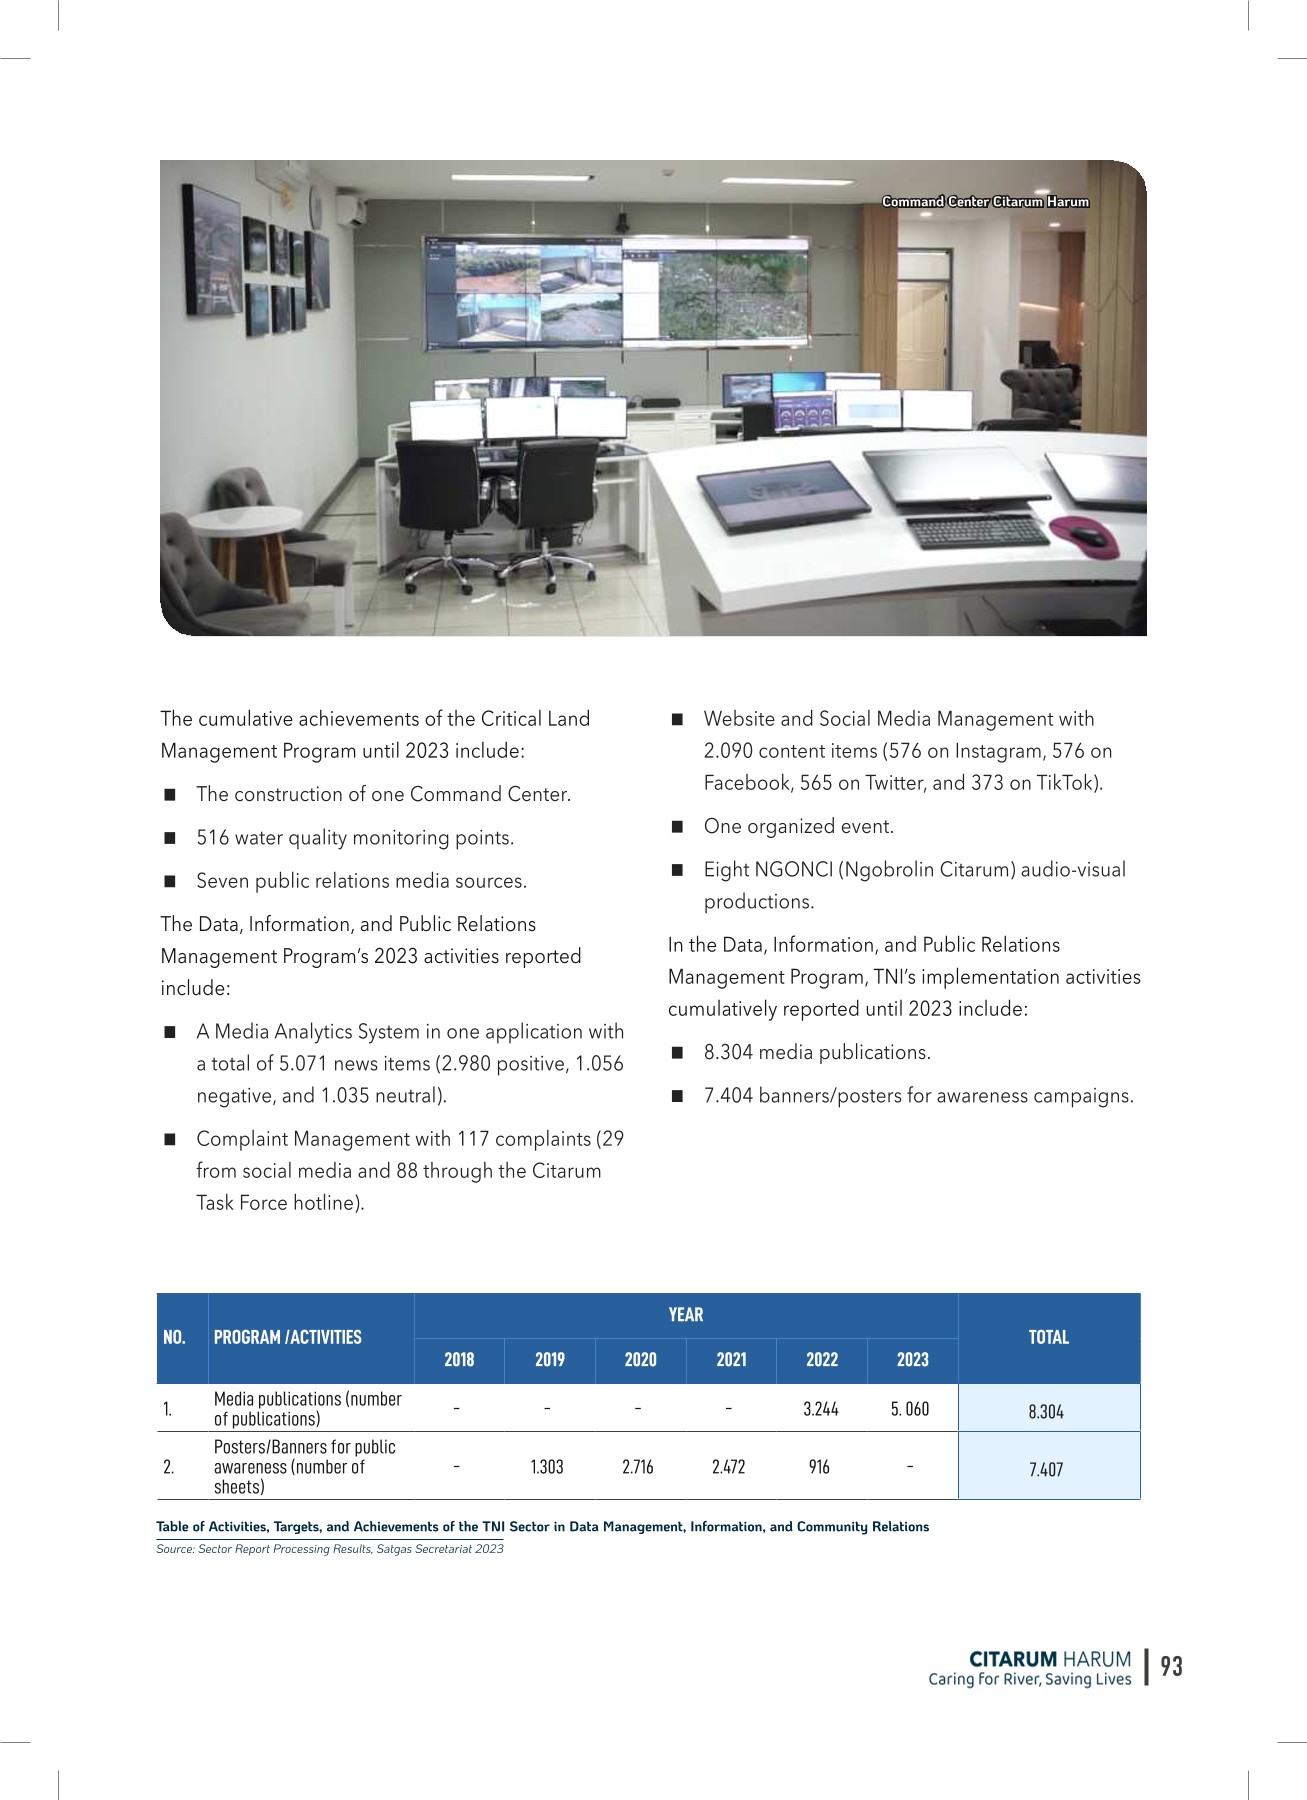 Command Center Citarum Harum
The cumulative achievements of the Critical Land
Management Program until 2023 include:
■ The construction of one Command Center.
■ 516 water quality monitoring points.
■ Seven public relations media sources.
The Data, Information, and Public Relations
Management Program's 2023 activities reported
include:
■ A Media Analytics System in one application with
a total of 5.071 news items (2.980 positive, 1.056
negative, and 1.035 neutral).
■ Complaint Management with 117 complaints (29
from social media and 88 through the Citarum
Task Force hotline).
■ Website and Social Media Management with
2.090 content items (576 on Instagram, 576 on
Facebook, 565 on Twitter, and 373 on TikTok).
■ One organized event.
■ Eight NGONCI (Ngobrolin Citarum) audio-visual
productions.
In the Data, Information, and Public Relations
Management Program, TNI's implementation activities
cumulatively reported until 2023 include:
■ 8.304 media publications.
■ 7.404 banners/posters for awareness campaigns.
NO. PROGRAM /ACTIVITIES YEAR TOTAL
2018 2019 2020 2021 2022 2023
1. Media publications (number
of publications) – – – – 3.244 5. 060 8.304
2. Posters/Banners for public
awareness (number of
sheets) – 1.303 2.716 2.472 916 – 7.407
Table of Activities, Targets, and Achievements of the TNI Sector in Data Management, Information, and Community Relations
Source: Sector Report Processing Results, Satgas Secretariat 2023
CITARUM HARUM
Caring for River, Saving Lives
93